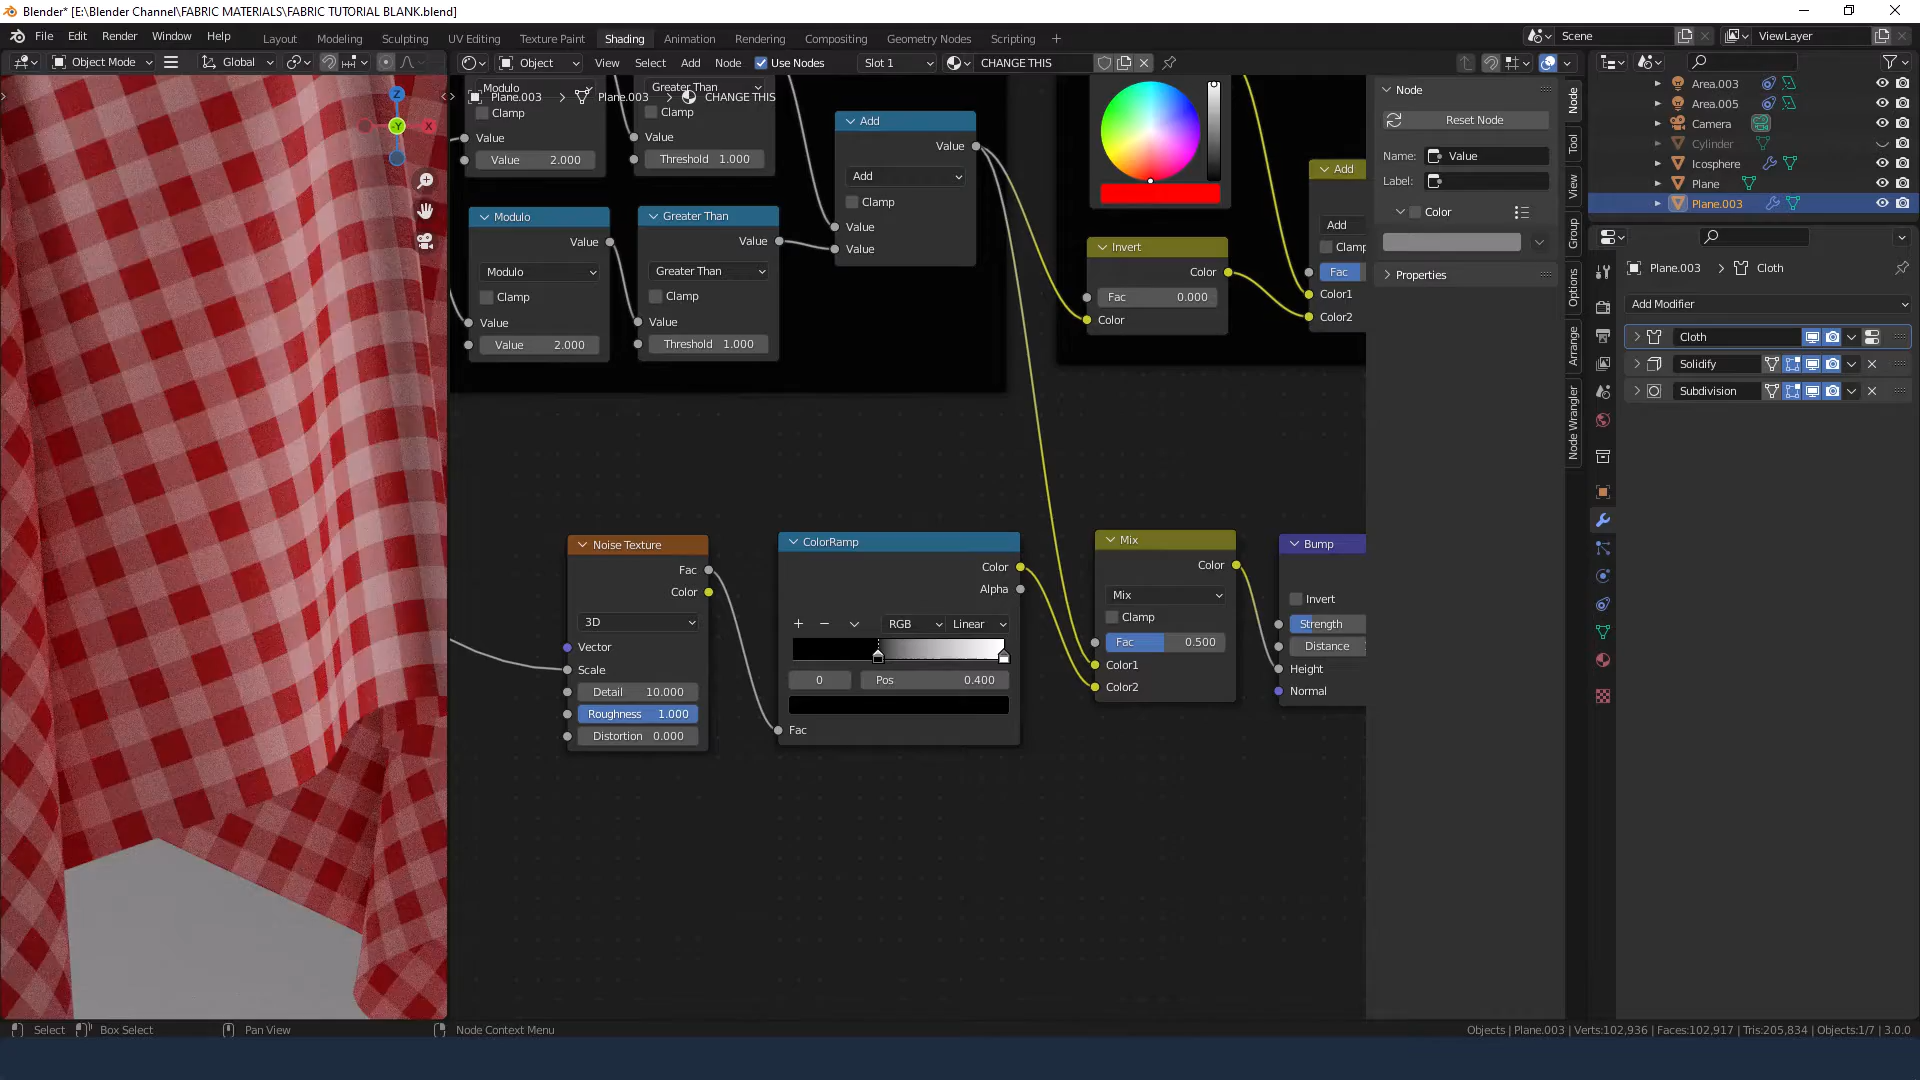 Blender* [E:\Blender Channel\FABRIC MATERIALS\FABRIC TUTORIAL BLANK.blend]
File Edit Render Window Help Layout Modeling Sculpting UV Editing Texture Paint Shading Animation Rendering Compositing Geometry Nodes Scripting + Scene ViewLayer
Object Mode Global Object View Select Add Node Use Nodes Slot 1 CHANGE THIS
Plane.003 > Plane.003 > CHANGE THIS
Modulo
Clamp
Value
Value 2.000
Greater Than
Clamp
Value
Threshold 1.000
Add
Value
Add
Clamp
Value
Value
Modulo
Value
Modulo
Clamp
Value
Value 2.000
Greater Than
Value
Greater Than
Clamp
Value
Threshold 1.000
Invert
Color
Fac 0.000
Color
Add
Add
Clamp
Fac
Color1
Color2
Noise Texture
Fac
Color
3D
Vector
Scale
Detail 10.000
Roughness 1.000
Distortion 0.000
ColorRamp
Color
Alpha
+ − RGB Linear
0 Pos 0.400
Fac
Mix
Color
Mix
Clamp
Fac 0.500
Color1
Color2
Bump
Invert
Strength
Distance
Height
Normal
Node
Reset Node
Name: Value
Label:
Color
Properties
Node
Tool
View
Group
Options
Arrange
Node Wrangler
Area.003
Area.005
Camera
Cylinder
Icosphere
Plane
Plane.003
Plane.003 > Cloth
Add Modifier
Cloth
Solidify
Subdivision
Z
-Y
X
Select Box Select Pan View Node Context Menu Objects | Plane.003 | Verts:102,936 | Faces:102,917 | Tris:205,834 | Objects:1/7 | 3.0.0